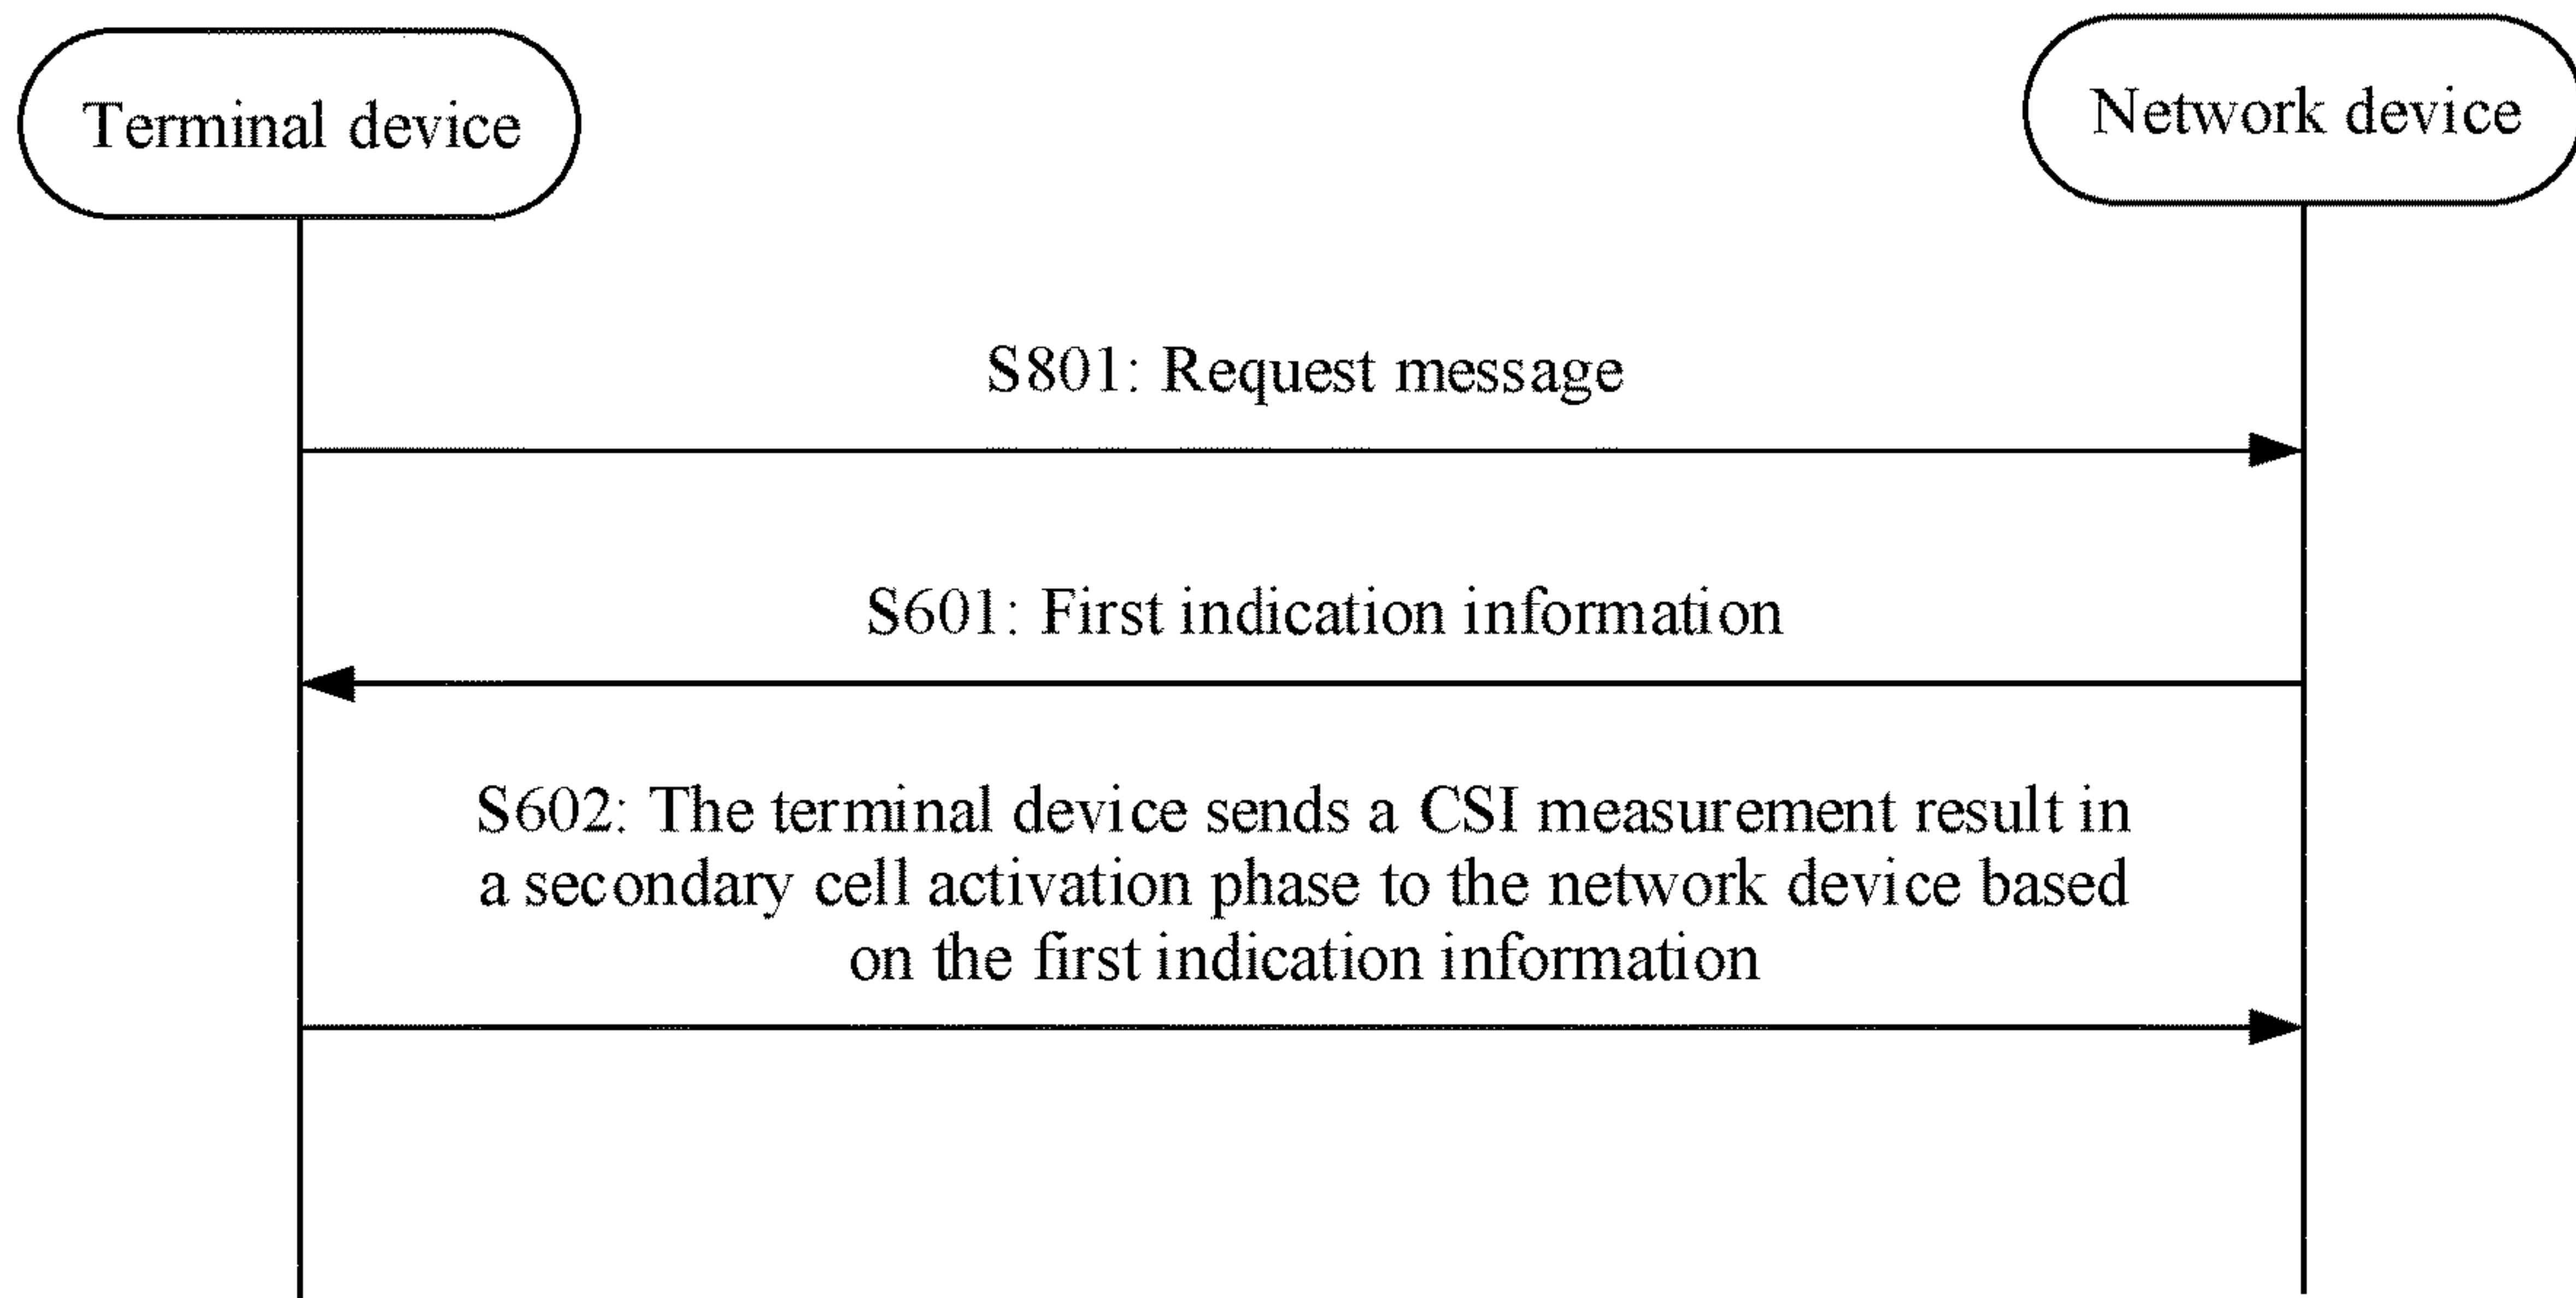 Terminal device
Network device
S801: Request message
S601: First indication information
S602: The terminal device sends a CSI measurement result in
a secondary cell activation phase to the network device based
on the first indication information